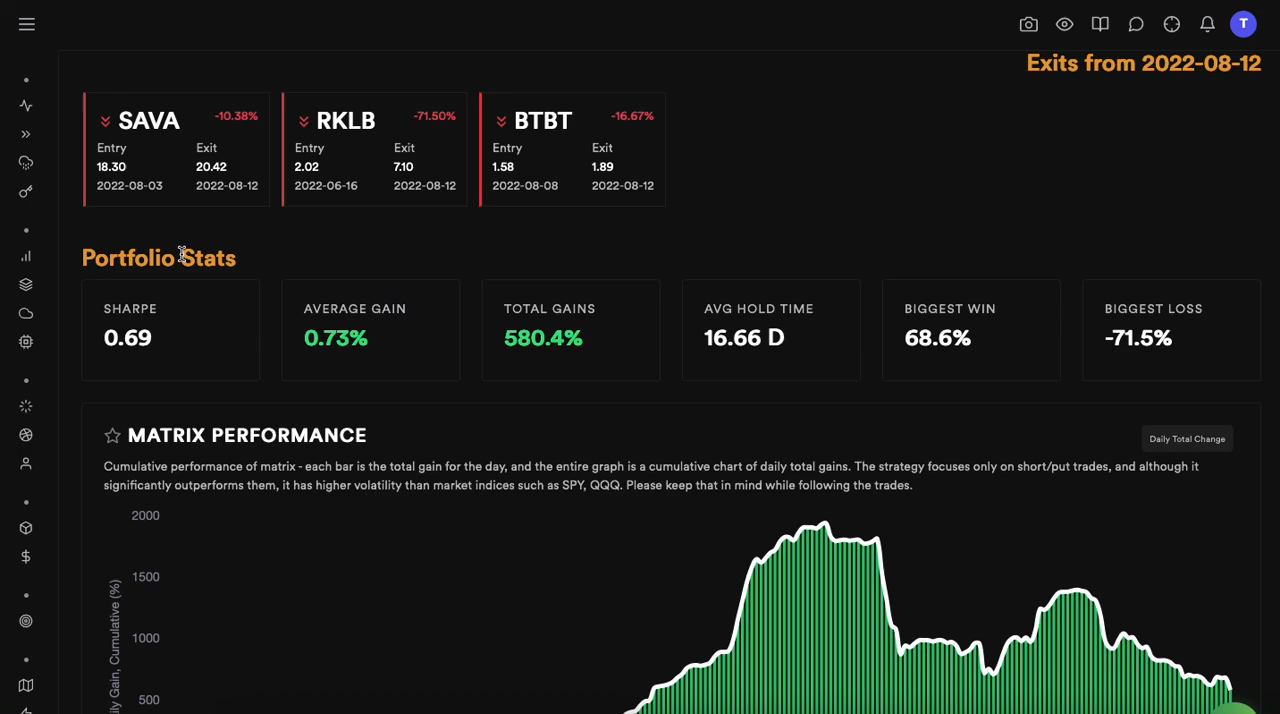 T
Exits from 2022-08-12
SAVA -10.38%
Entry Exit
18.30 20.42
2022-08-03 2022-08-12
RKLB -71.50%
Entry Exit
2.02 7.10
2022-06-16 2022-08-12
BTBT -16.67%
Entry Exit
1.58 1.89
2022-08-08 2022-08-12
Portfolio Stats
SHARPE
0.69
AVERAGE GAIN
0.73%
TOTAL GAINS
580.4%
AVG HOLD TIME
16.66 D
BIGGEST WIN
68.6%
BIGGEST LOSS
-71.5%
MATRIX PERFORMANCE
Daily Total Change
Cumulative performance of matrix - each bar is the total gain for the day, and the entire graph is a cumulative chart of daily total gains. The strategy focuses only on short/put trades, and although it
significantly outperforms them, it has higher volatility than market indices such as SPY, QQQ. Please keep that in mind while following the trades.
2000
1500
1000
500
Gain, Cumulative (%)